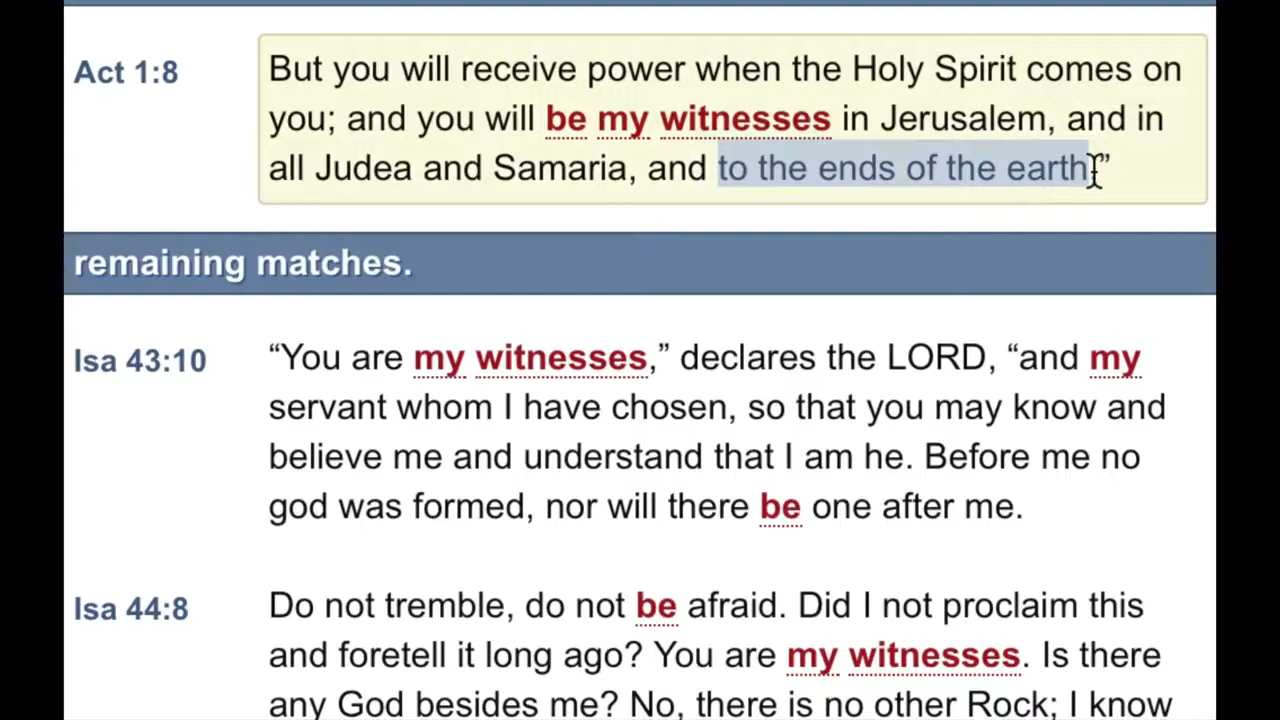 Act 1:8
But you will receive power when the Holy Spirit comes on
you; and you will be my witnesses in Jerusalem, and in
all Judea and Samaria, and to the ends of the earth.”
remaining matches.
Isa 43:10
“You are my witnesses,” declares the LORD, “and my
servant whom I have chosen, so that you may know and
believe me and understand that I am he. Before me no
god was formed, nor will there be one after me.
Isa 44:8
Do not tremble, do not be afraid. Did I not proclaim this
and foretell it long ago? You are my witnesses. Is there
any God besides me? No, there is no other Rock; I know